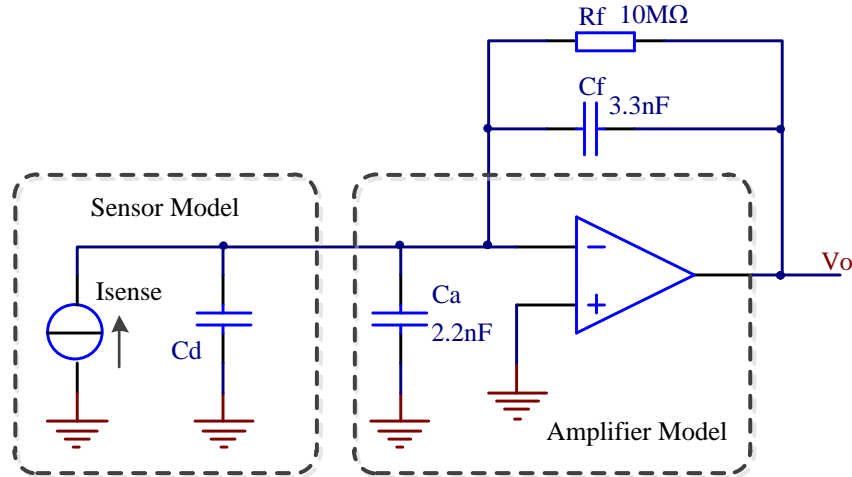 Rf 10MΩ
Cf
3.3nF
Sensor Model
Isense
Cd
Ca
2.2nF
Vo
Amplifier Model